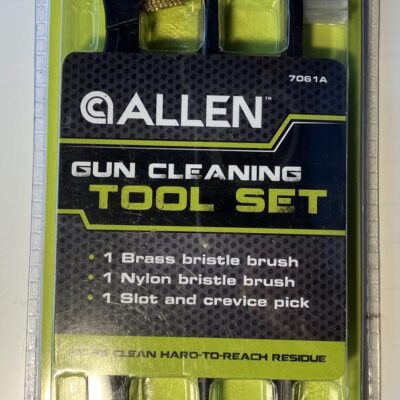 7061A
ALLEN™
GUN CLEANING
TOOL SET
• 1 Brass bristle brush
• 1 Nylon bristle brush
• 1 Slot and crevice pick
CLEAN HARD-TO-REACH RESIDUE